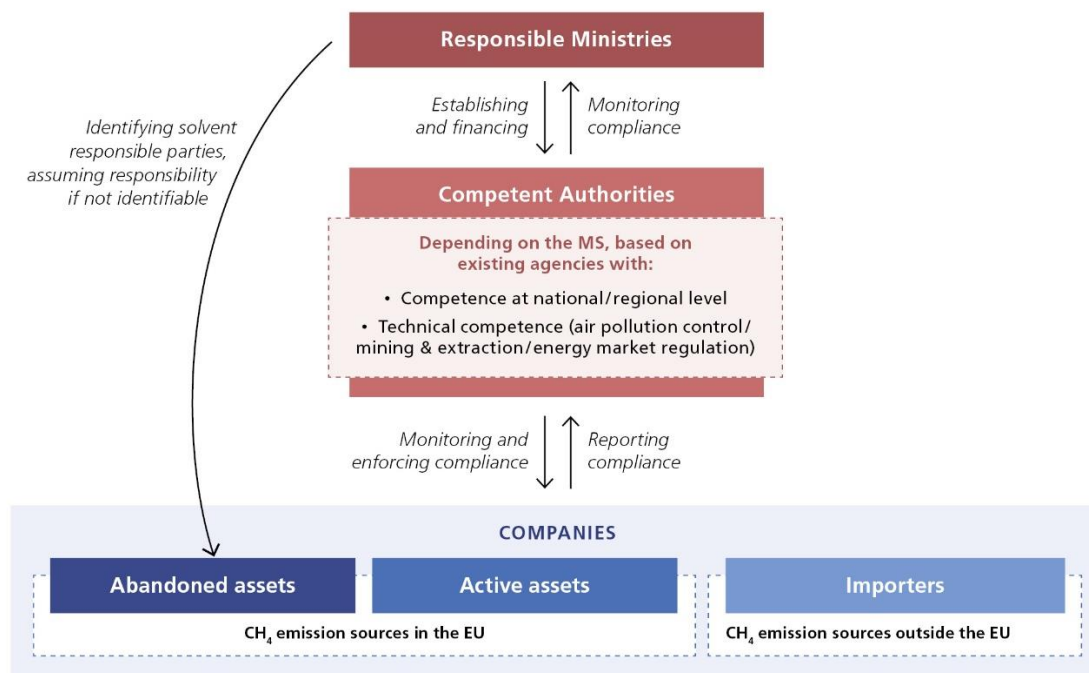 Responsible Ministries
Establishing
and financing
Monitoring
compliance
Identifying solvent
responsible parties,
assuming responsibility
if not identifiable
Competent Authorities
Depending on the MS, based on
existing agencies with:
• Competence at national/regional level
• Technical competence (air pollution control/
mining & extraction/energy market regulation)
Monitoring and
enforcing compliance
Reporting
compliance
COMPANIES
Abandoned assets
Active assets
Importers
CH₄ emission sources in the EU
CH₄ emission sources outside the EU